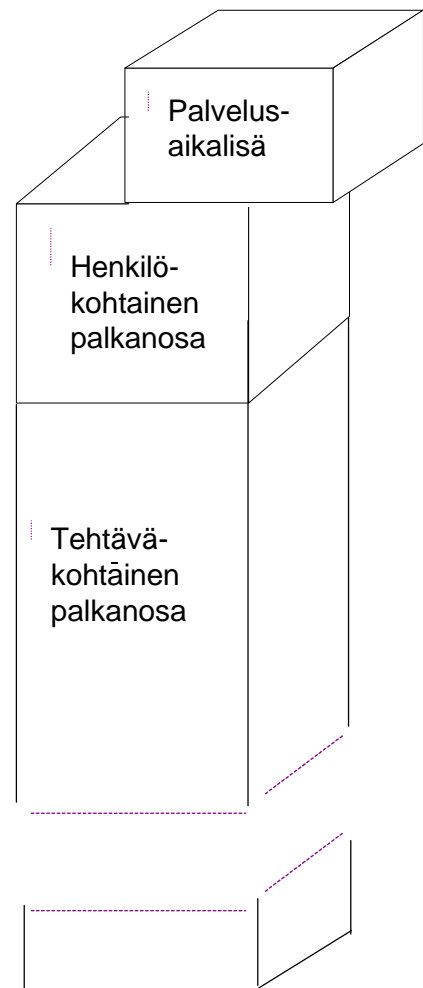 Palvelus-
aikalisä
Henkilö-
kohtainen
palkanosa
Tehtävä-
kohtainen
palkanosa